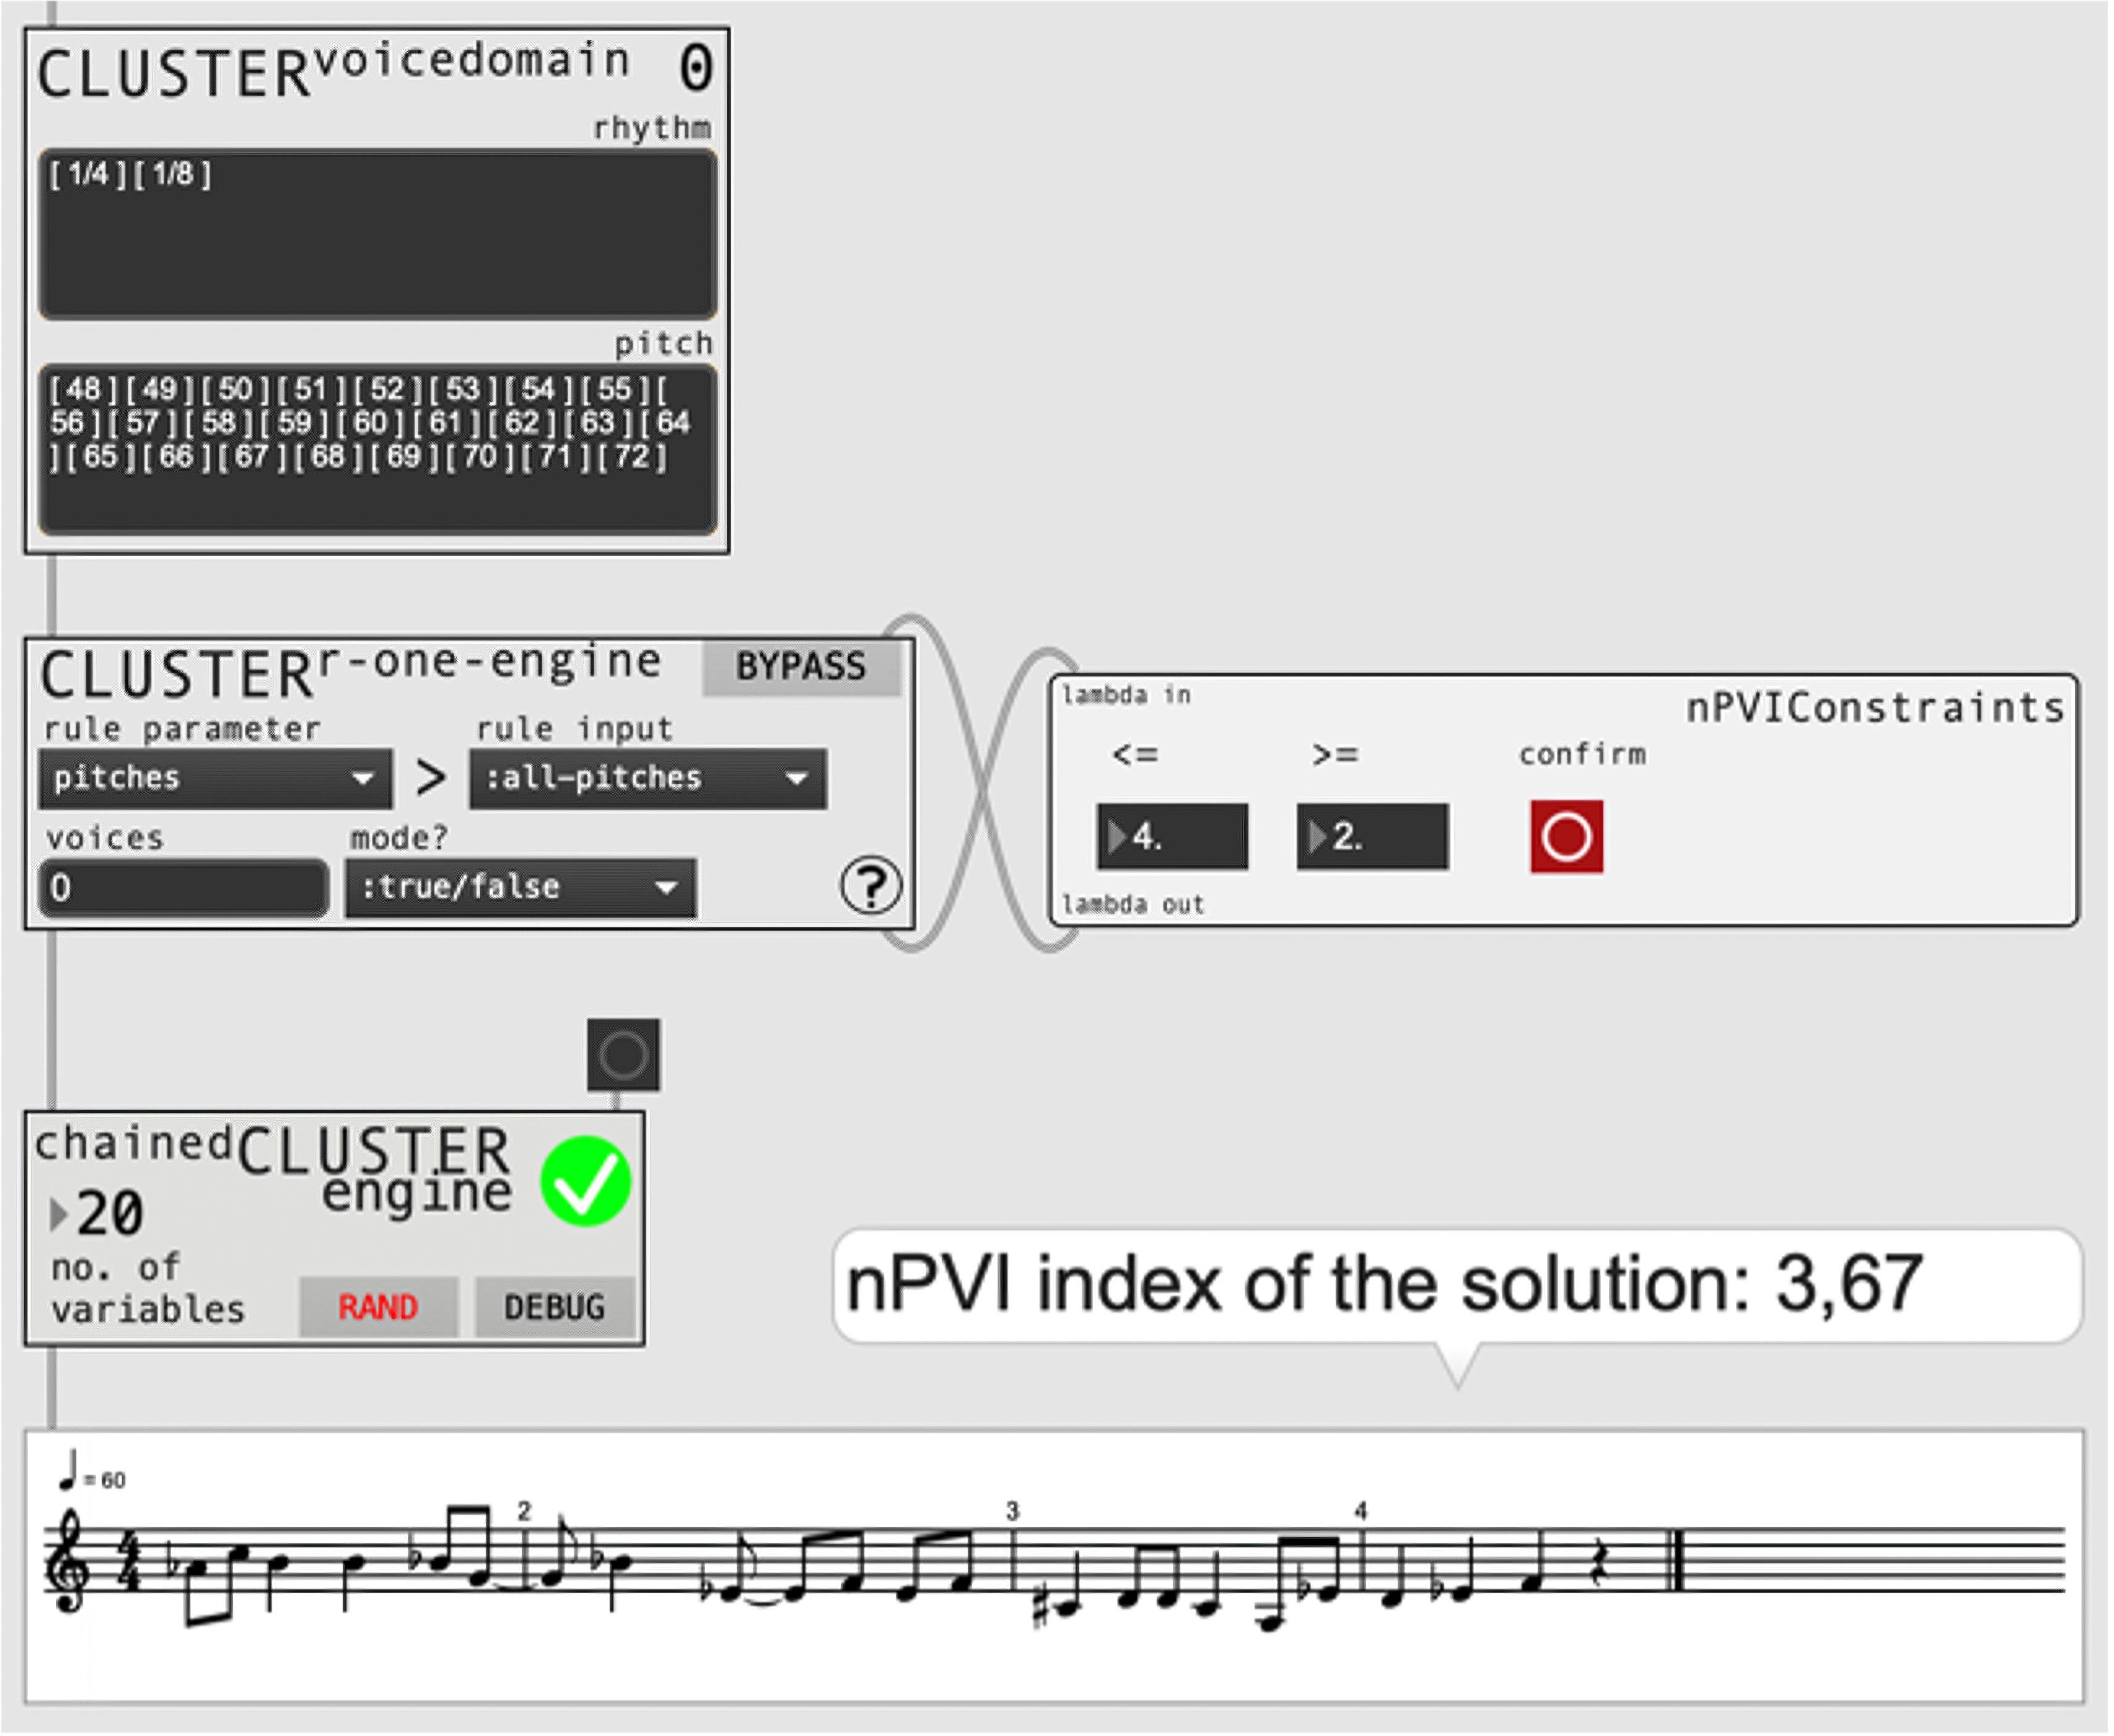 CLUSTERvoicedomain 0
rhythm
[ 1/4 ] [ 1/8 ]
pitch
[ 48 ] [ 49 ] [ 50 ] [ 51 ] [ 52 ] [ 53 ] [ 54 ] [ 55 ] [
56 ] [ 57 ] [ 58 ] [ 59 ] [ 60 ] [ 61 ] [ 62 ] [ 63 ] [ 64
] [ 65 ] [ 66 ] [ 67 ] [ 68 ] [ 69 ] [ 70 ] [ 71 ] [ 72 ]
CLUSTERr-one-engine BYPASS
rule parameter rule input
pitches > :all-pitches
voices mode?
0 :true/false ?
lambda in nPVIConstraints
<= >= confirm
4. 2.
lambda out
chainedCLUSTER
engine
20
no. of
variables RAND DEBUG
nPVI index of the solution: 3,67
= 60
2 3 4
4
4